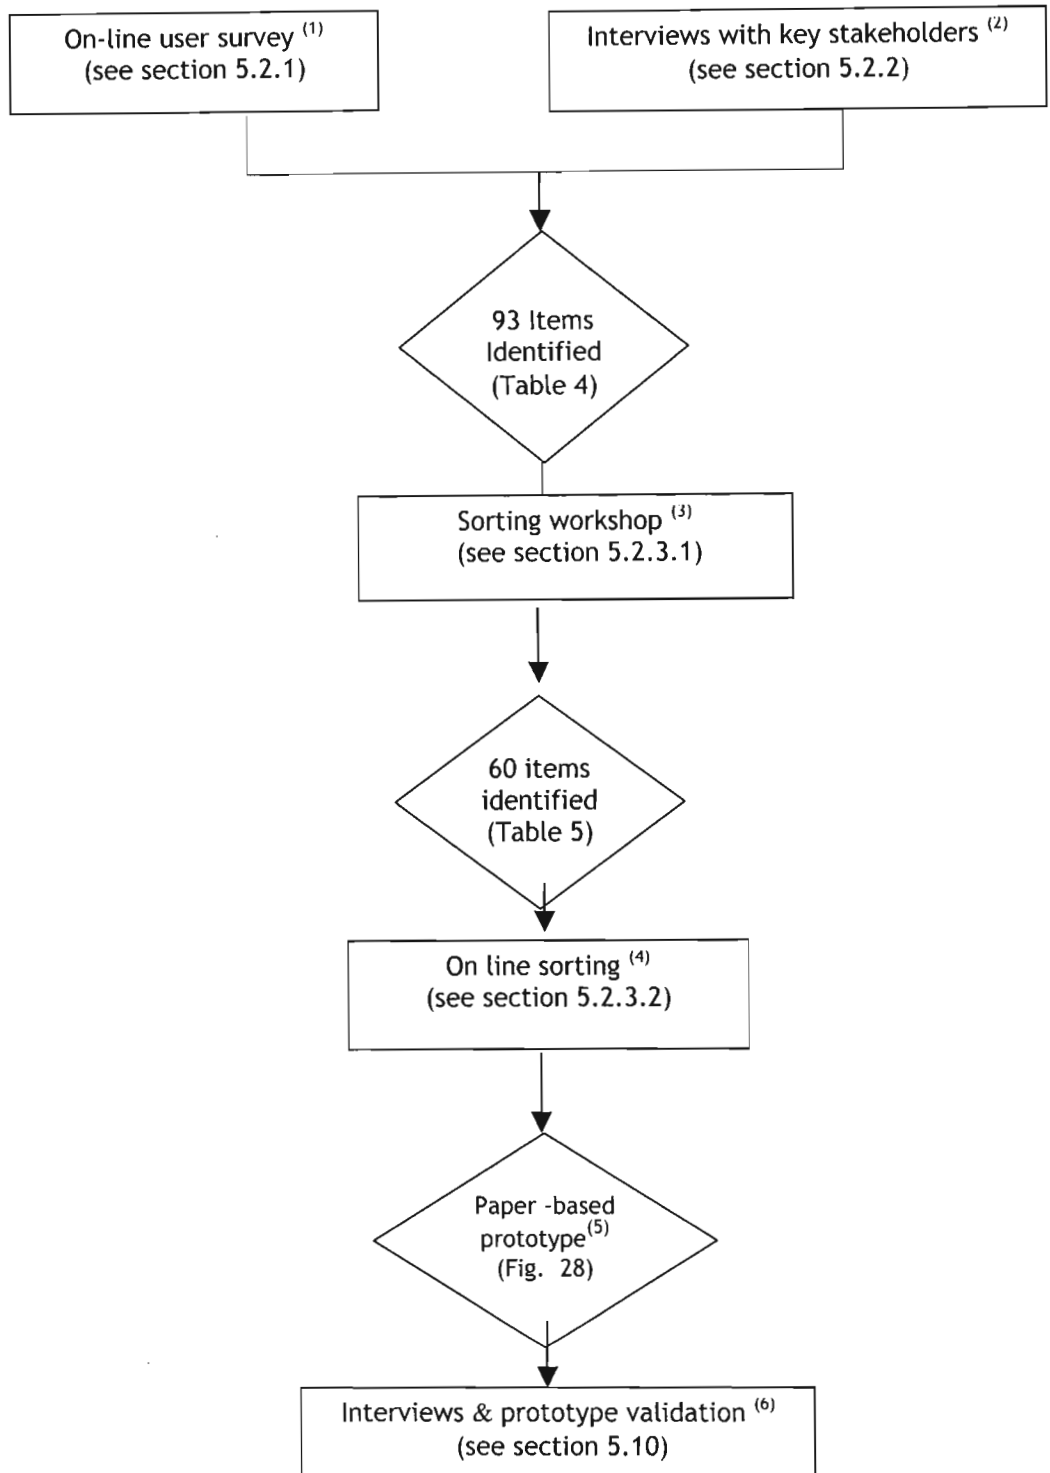 On-line user survey (1)
(see section 5.2.1)
Interviews with key stakeholders (2)
(see section 5.2.2)
93 Items
Identified
(Table 4)
Sorting workshop (3)
(see section 5.2.3.1)
60 items
identified
(Table 5)
On line sorting (4)
(see section 5.2.3.2)
Paper -based
prototype(5)
(Fig. 28)
Interviews & prototype validation (6)
(see section 5.10)